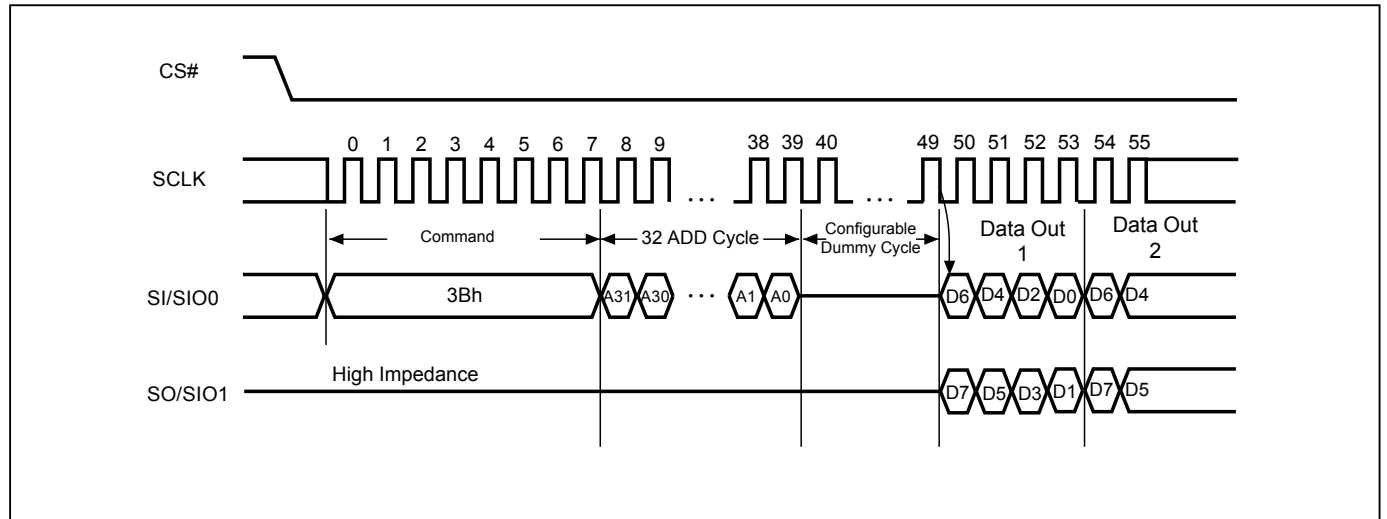 CS#
0 1 2 3 4 5 6 7 8 9 38 39 40 49 50 51 52 53 54 55
SCLK
... ...
Command 32 ADD Cycle Configurable Dummy Cycle Data Out 1 Data Out 2
SI/SIO0 3Bh A31 A30 ... A1 A0 D6 D4 D2 D0 D6 D4
High Impedance
SO/SIO1 D7 D5 D3 D1 D7 D5